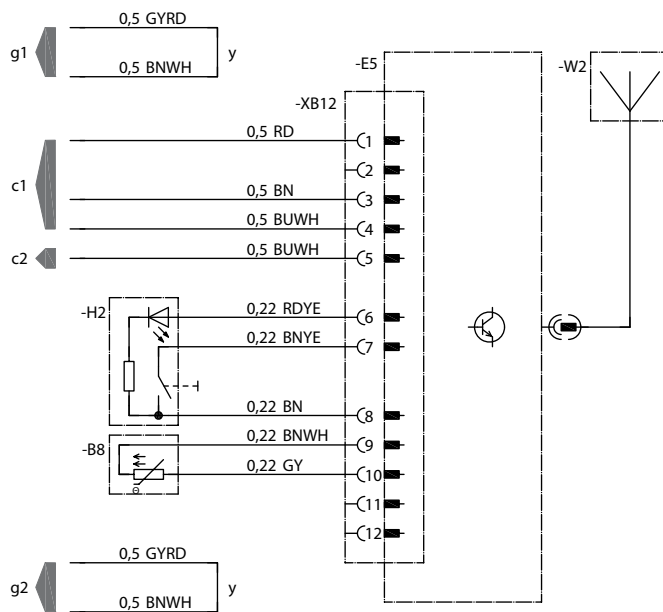 0,5 GYRD
g1
y
0,5 BNWH
-E5
-W2
-XB12
0,5 RD
1
2
c1
0,5 BN
3
0,5 BUWH
4
c2
0,5 BUWH
5
-H2
0,22 RDYE
6
0,22 BNYE
7
0,22 BN
8
-B8
0,22 BNWH
9
0,22 GY
10
Θ
11
12
0,5 GYRD
g2
y
0,5 BNWH